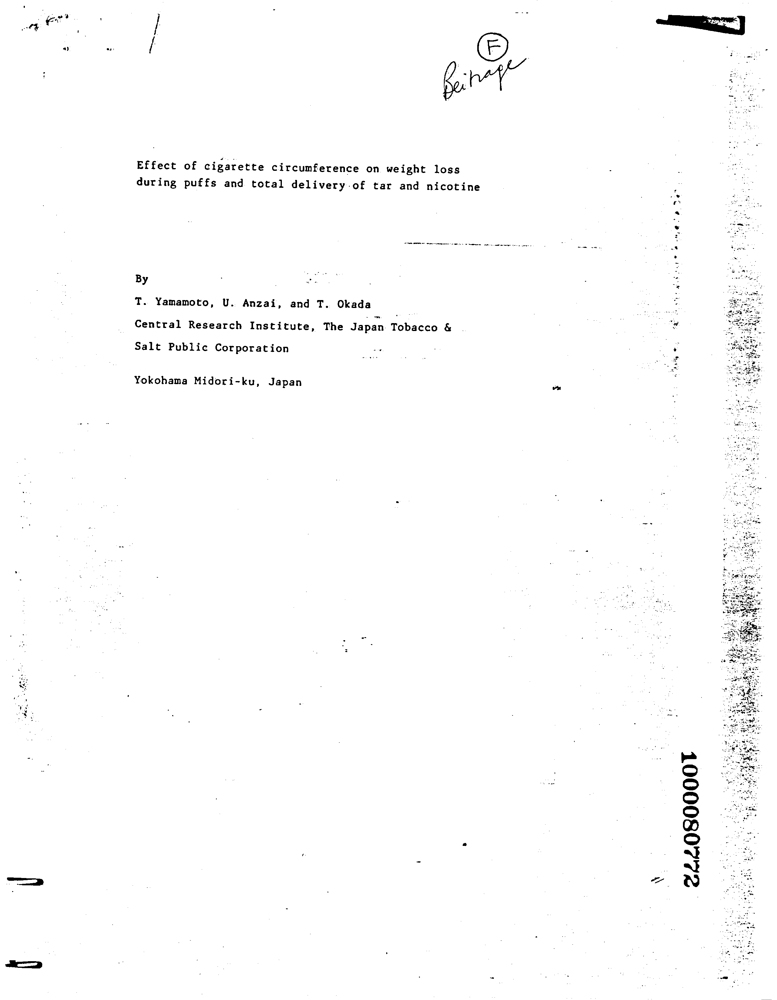 F
Beitrage
Effect of cigarette circumference on weight loss
during puffs and total delivery of tar and nicotine
By
T. Yamamoto, U. Anzai, and T. Okada
Central Research Institute, The Japan Tobacco &
Salt Public Corporation
Yokohama Midori-ku, Japan
1000080772